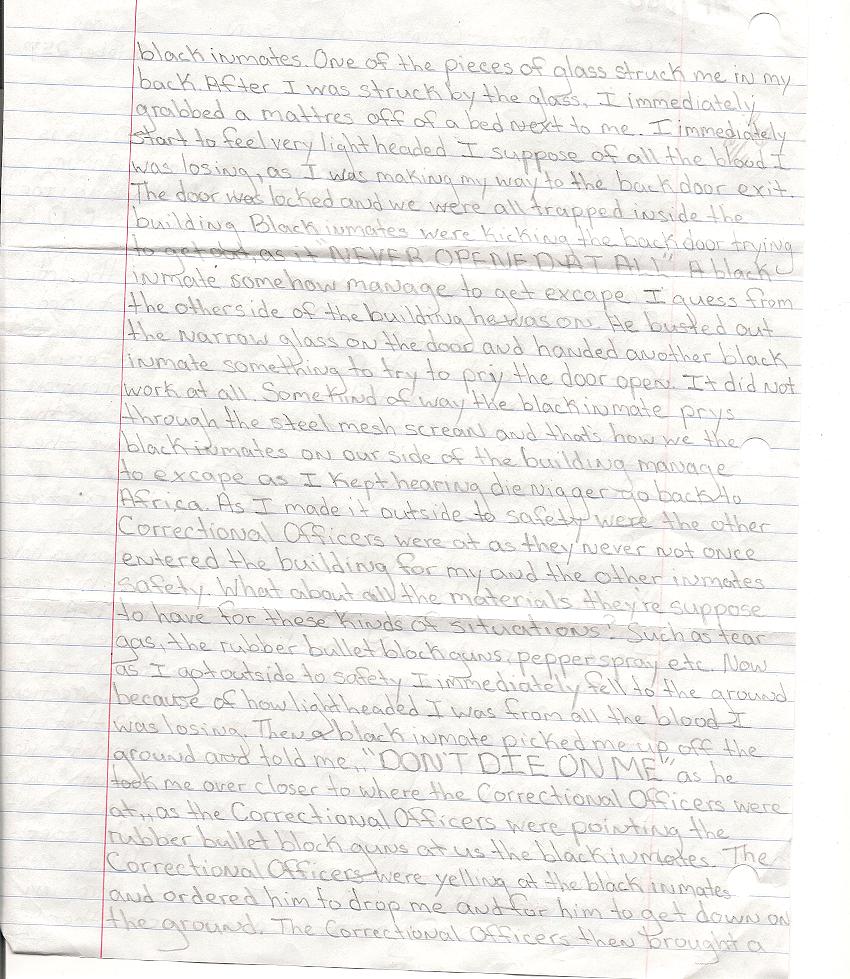 black inmates. One of the pieces of glass struck me in my
back. After I was struck by the glass, I immediately
grabbed a mattres off of a bed next to me. I immediately
start to feel very lightheaded I suppose of all the blood I
was losing, as I was making my way to the back door exit.
The door was locked and we were all trapped inside the
building Black inmates were kicking the back door trying
to get out as it "NEVER OPENED AT ALL" A black
inmate somehow manage to get excape. I guess from
the otherside of the building he was on. He busted out
the narrow glass on the door and handed another black
inmate something to try to pry the door open. It did not
work at all. Somekind of way the black inmate prys
through the steel mesh screan and that's how we the
black inmates on our side of the building manage
to excape as I kept hearing die nigger go back to
Africa. As I made it outside to safety were the other
Correctional Officers were at as they never not once
entered the building for my and the other inmates
safety. What about all the materials they're suppose
to have for these kinds of situations? Such as tear
gas, the rubber bullet block guns, pepper spray etc. Now
as I got outside to safety I immediately fell to the ground
because of how lightheaded I was from all the blood I
was losing. Then a black inmate picked me up off the
ground and told me,, "DON'T DIE ON ME" as he
took me over closer to where the Correctional Officers were
at,, as the Correctional Officers were pointing the
rubber bullet block guns at us the black inmates. The
Correctional Officers were yelling at the black inmates
and ordered him to drop me and for him to get down on
the ground. The Correctional Officers then brought a